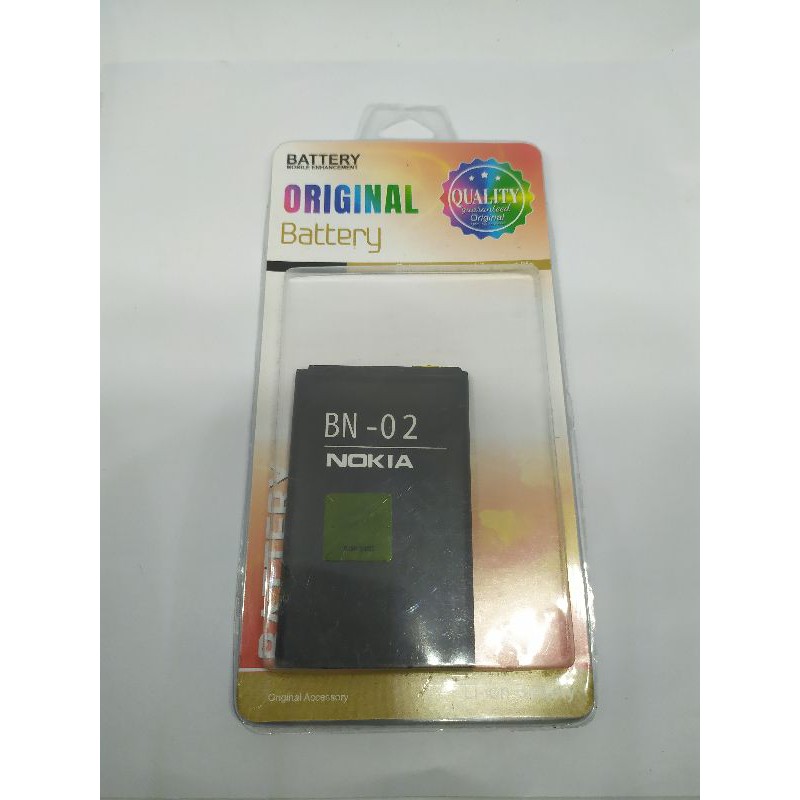 BATTERY
MOBILE ENHANCEMENT
ORIGINAL
Battery
QUALITY
guaranteed
Original
BN-02
NOKIA
BATTERY
Original Accessory